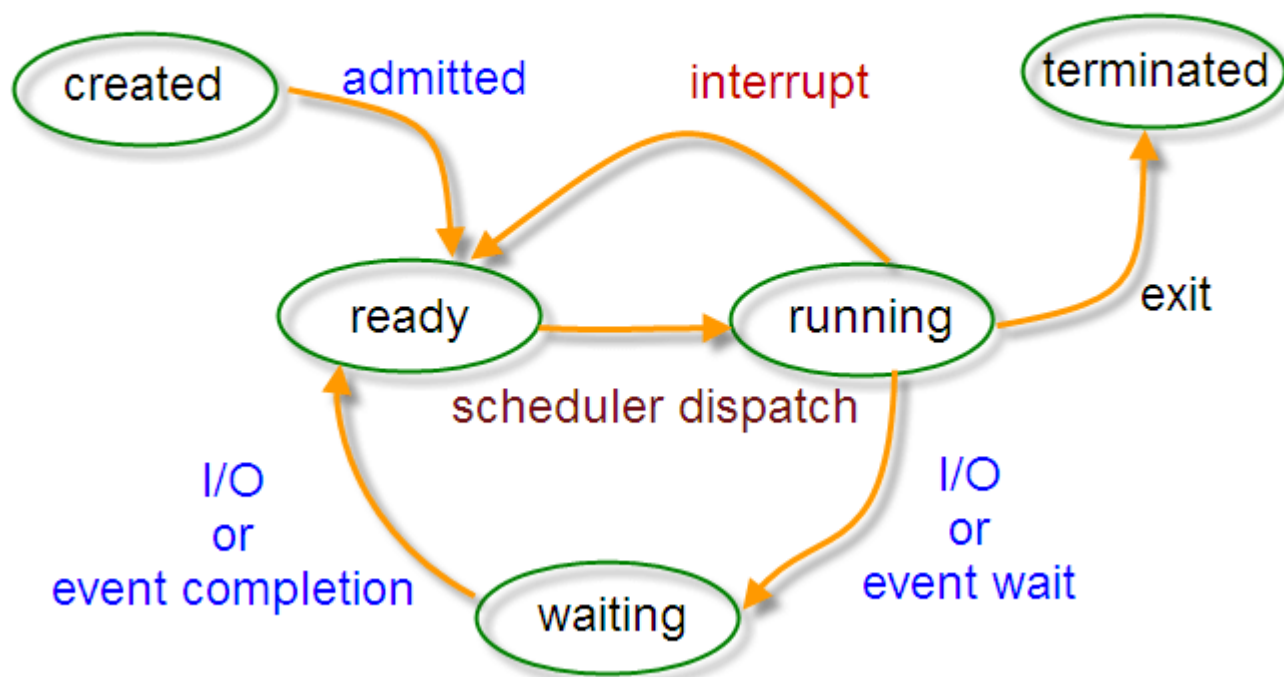 created
admitted
interrupt
terminated
ready
running
exit
scheduler dispatch
I/O
or
event completion
I/O
or
event wait
waiting